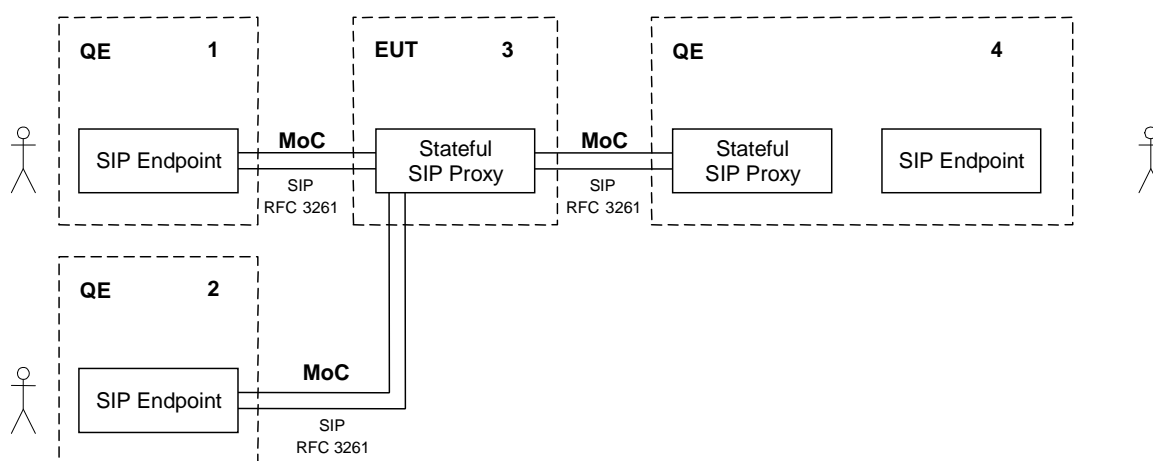 QE 1
EUT 3
QE 4
SIP Endpoint
MoC
SIP
RFC 3261
Stateful
SIP Proxy
MoC
SIP
RFC 3261
Stateful
SIP Proxy
SIP Endpoint
QE 2
SIP Endpoint
MoC
SIP
RFC 3261